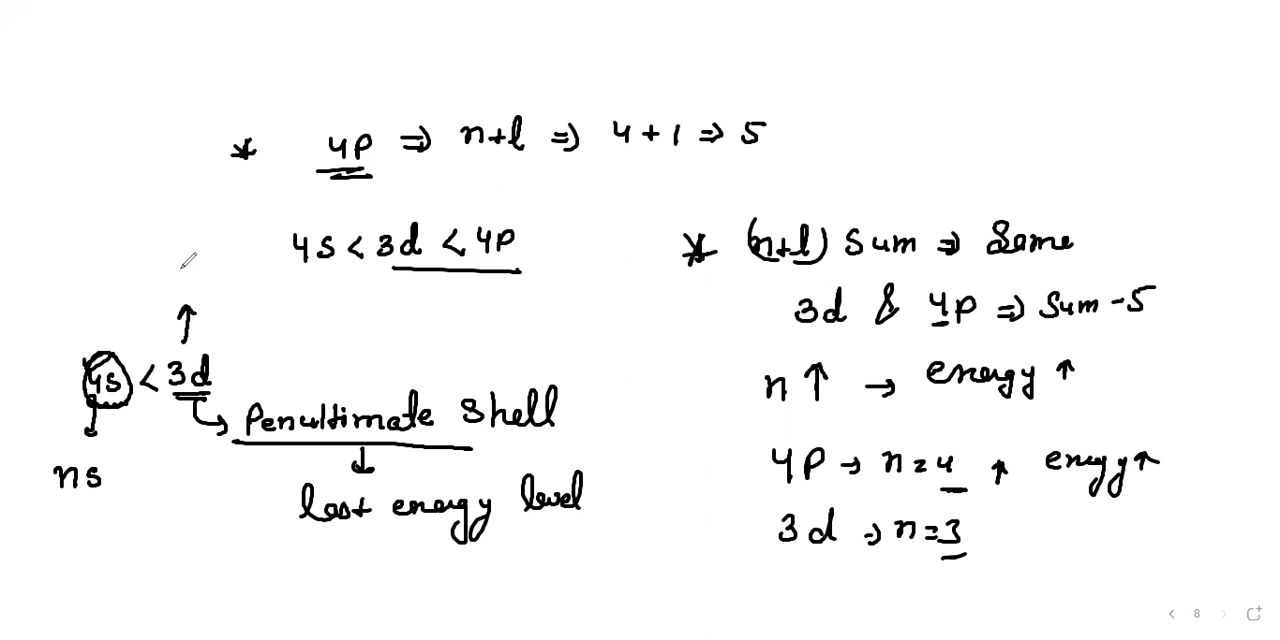 * 4p ⇒ n+l ⇒ 4+1 ⇒ 5
4s < 3d < 4p
4s < 3d
ns
Penultimate Shell
last energy level
* (n+l) Sum ⇒ Same
3d & 4p ⇒ Sum - 5
n ↑ → energy ↑
4p → n = 4 ↑ energy ↑
3d → n = 3
< 8 >